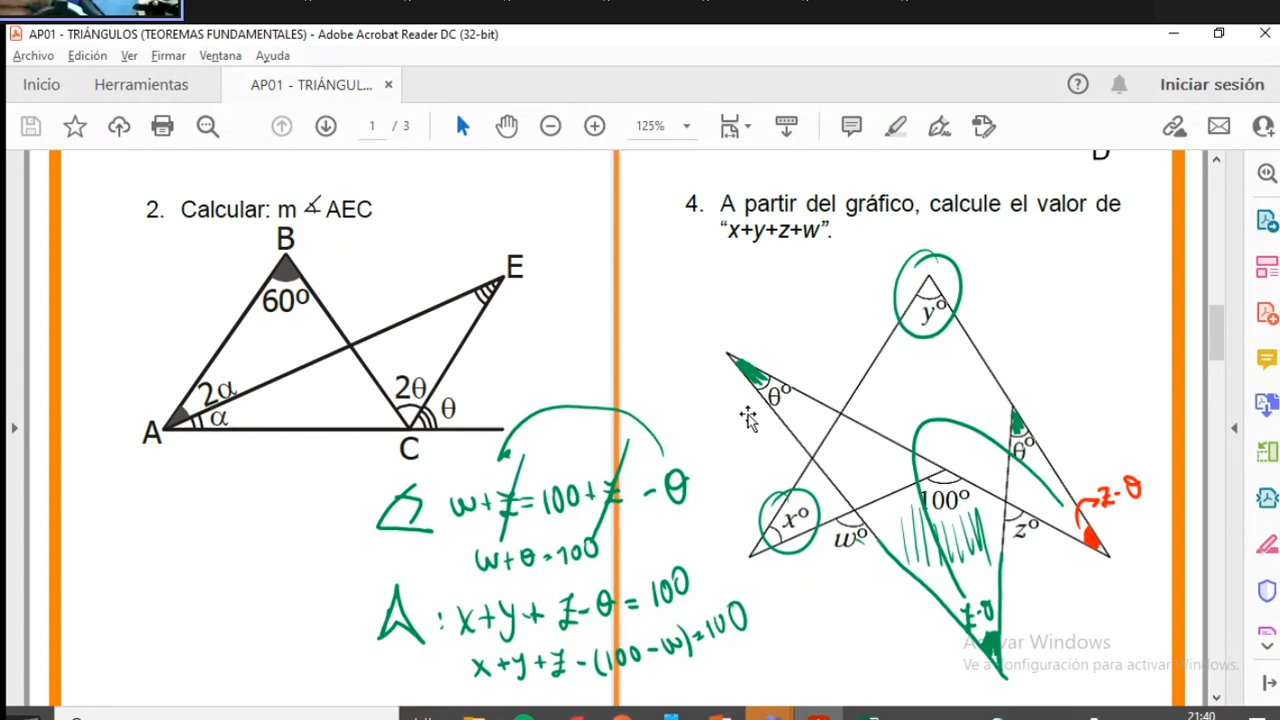 AP01 - TRIÁNGULOS (TEOREMAS FUNDAMENTALES) - Adobe Acrobat Reader DC (32-bit)
Archivo Edición Ver Firmar Ventana Ayuda
Inicio Herramientas AP01 - TRIÁNGUL... × Iniciar sesión
1 / 3 125%
D
2. Calcular: m ∡ AEC
B
E
60º
2α
α
A
2θ
θ
C
4. A partir del gráfico, calcule el valor de
“x+y+z+w”.
yº
θº
θº
100º
xº
wº
zº
z-θ
z-θ
w+z=100+z-θ
w+θ=100
: x+y+z-θ=100
x+y+z-(100-w)=100
Activar Windows
Ve a Configuración para activar Windows.
21:40